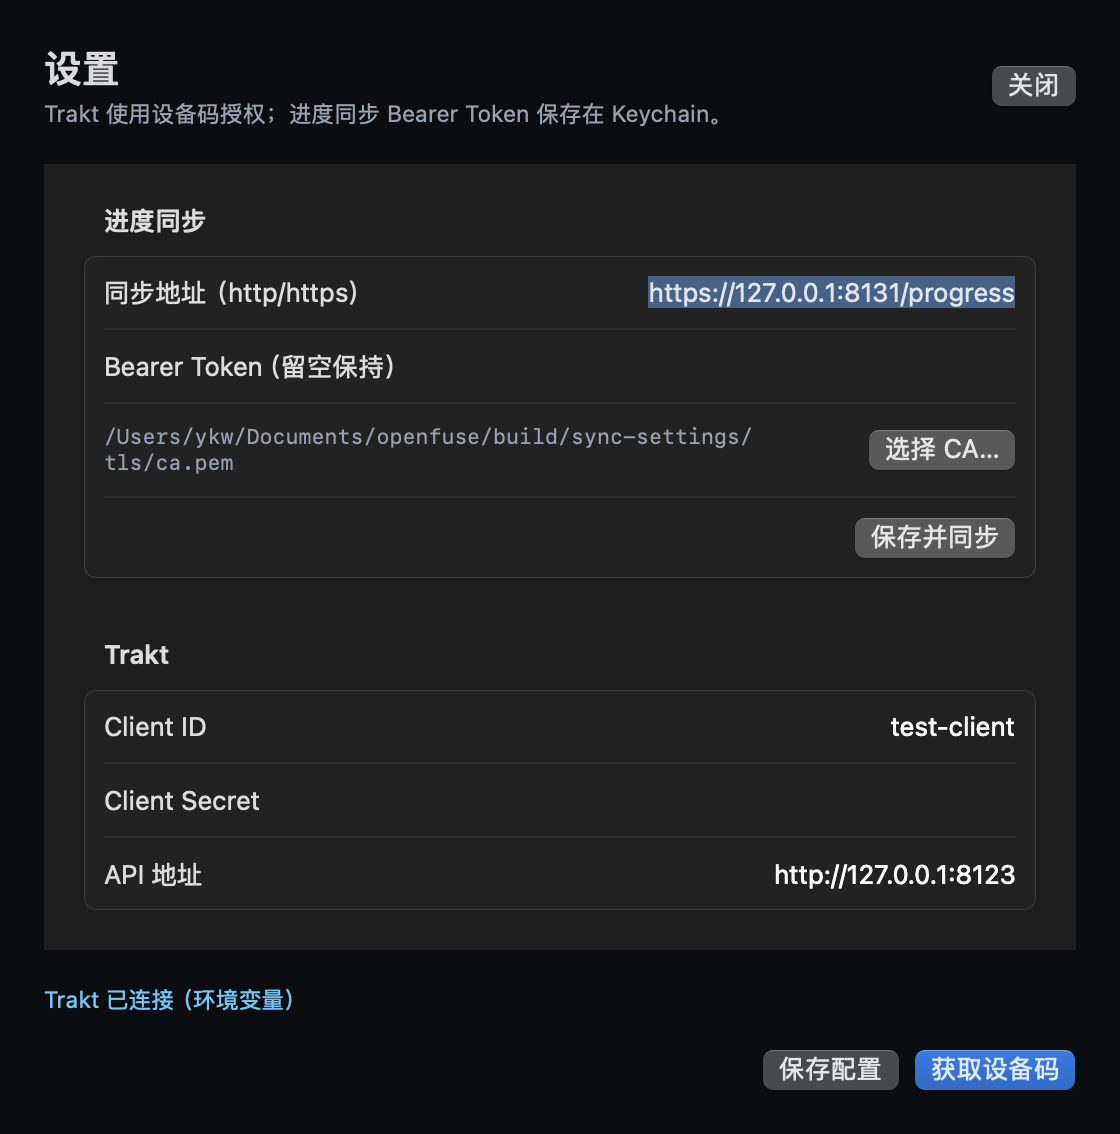 设置
关闭
Trakt 使用设备码授权；进度同步 Bearer Token 保存在 Keychain。
进度同步
同步地址（http/https） https://127.0.0.1:8131/progress
Bearer Token（留空保持）
/Users/ykw/Documents/openfuse/build/sync-settings/
tls/ca.pem
选择 CA...
保存并同步
Trakt
Client ID test-client
Client Secret
API 地址 http://127.0.0.1:8123
Trakt 已连接（环境变量）
保存配置 获取设备码